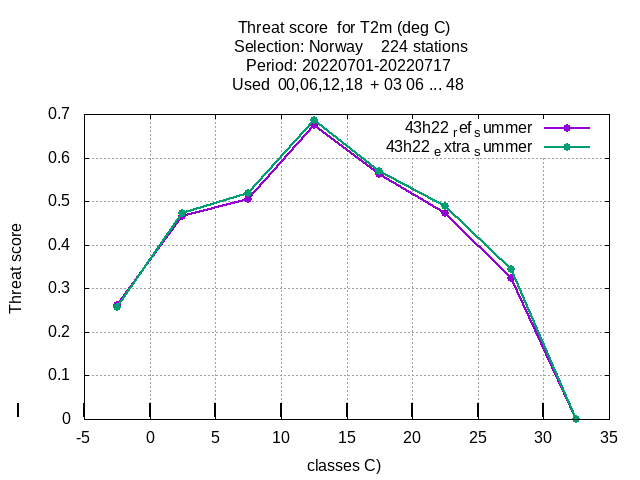 Threat score for T2m (deg C)
Selection: Norway 224 stations
Period: 20220701-20220717
Used 00,06,12,18 + 03 06 ... 48
43h22 ref summer
43h22 extra summer
0.7
0.6
0.5
0.4
0.3
0.2
0.1
0
Threat score
-5 0 5 10 15 20 25 30 35
classes C)